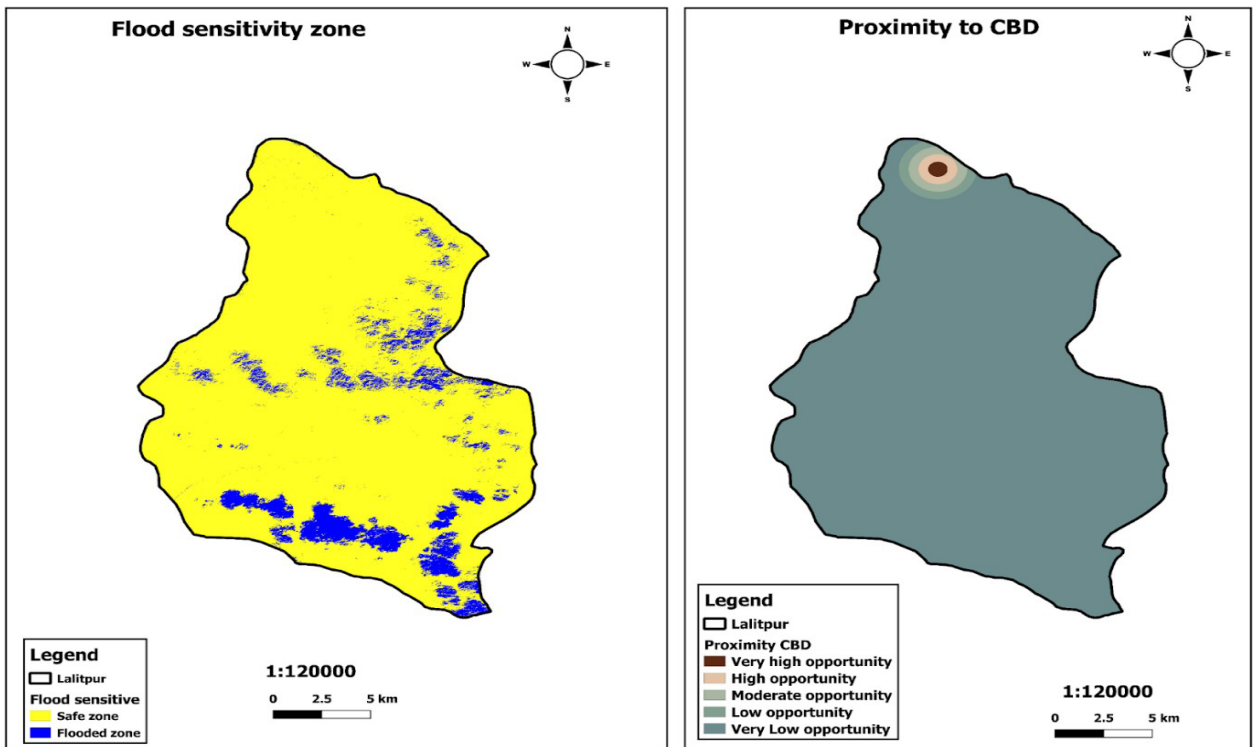 Flood sensitivity zone
N
W E
S
Legend
Lalitpur
Flood sensitive
Safe zone
Flooded zone
1:120000
0 2.5 5 km
Proximity to CBD
N
W E
S
Legend
Lalitpur
Proximity CBD
Very high opportunity
High opportunity
Moderate opportunity
Low opportunity
Very Low opportunity
1:120000
0 2.5 5 km